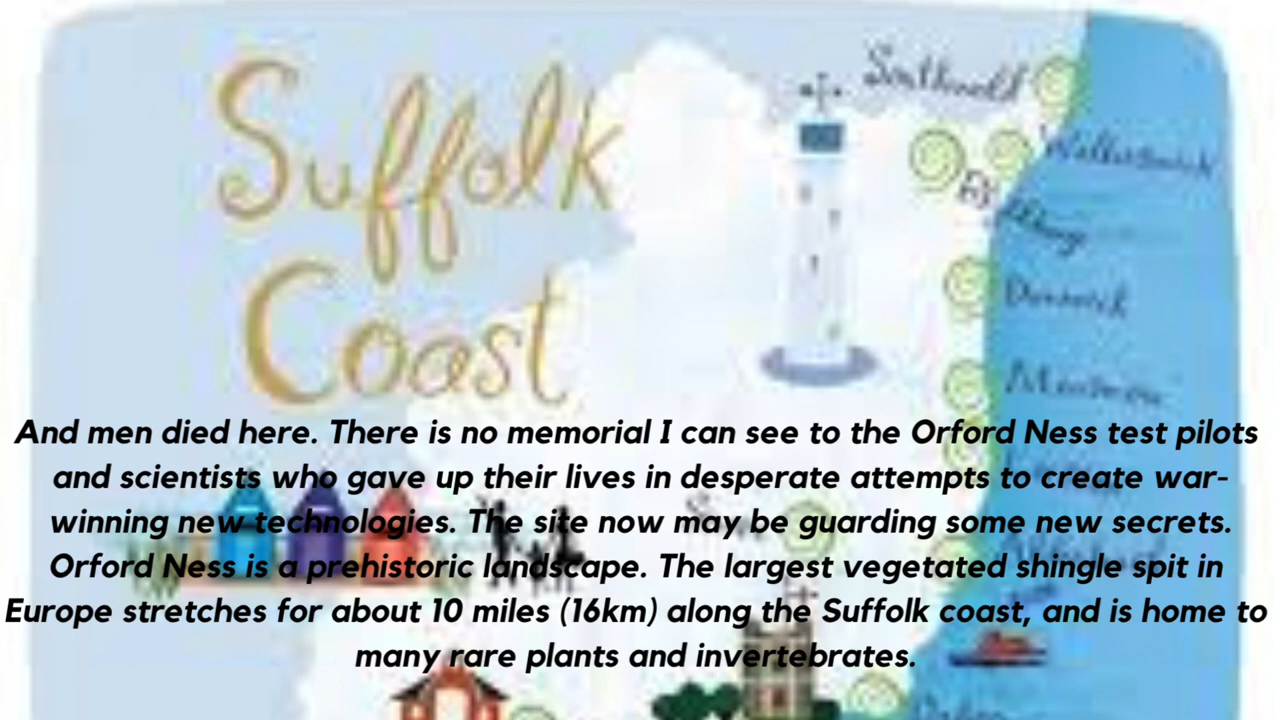 Suffolk
Coast
Southwold
Walberswick
Dunwich
And men died here. There is no memorial I can see to the Orford Ness test pilots
and scientists who gave up their lives in desperate attempts to create war-
winning new technologies. The site now may be guarding some new secrets.
Orford Ness is a prehistoric landscape. The largest vegetated shingle spit in
Europe stretches for about 10 miles (16km) along the Suffolk coast, and is home to
many rare plants and invertebrates.